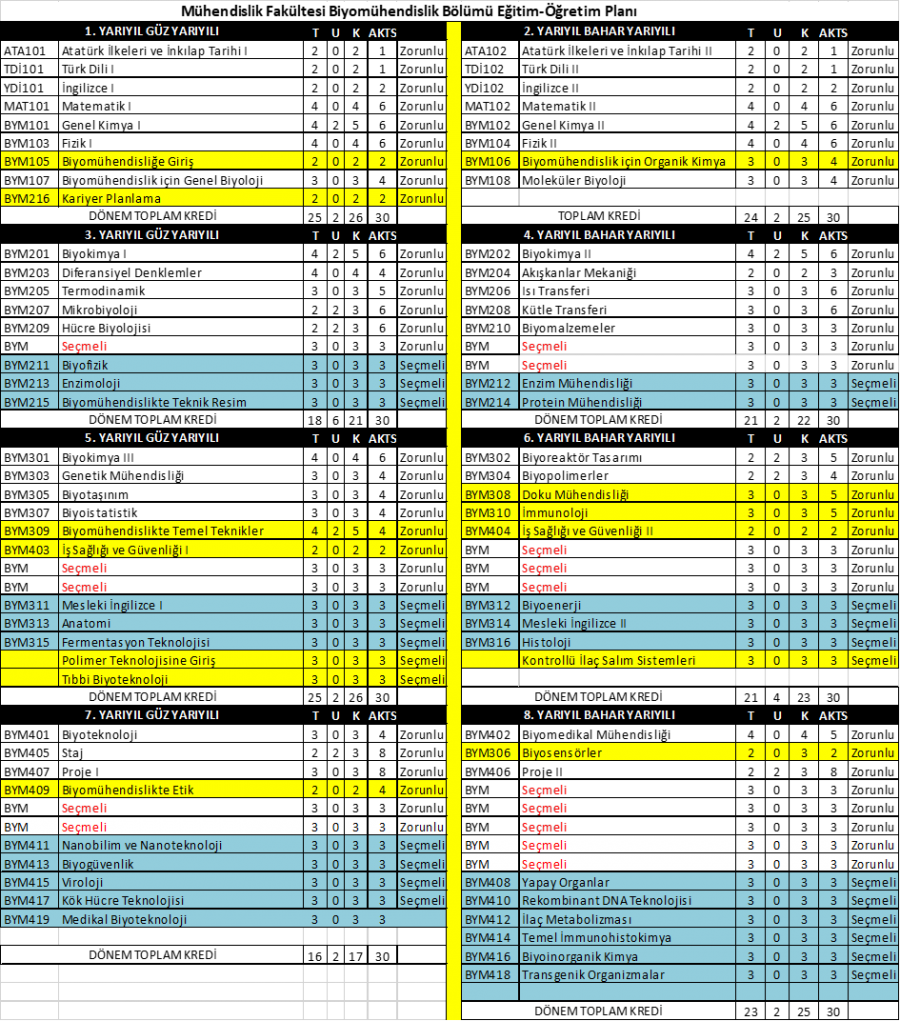 Mühendislik Fakültesi Biyomühendislik Bölümü Eğitim-Öğretim Planı
1. YARIYIL GÜZ YARIYILI T U K AKTS
ATA101 Atatürk İlkeleri ve İnkılap Tarihi I 2 0 2 1 Zorunlu
TDİ101 Türk Dili I 2 0 2 1 Zorunlu
YDİ101 İngilizce I 2 0 2 2 Zorunlu
MAT101 Matematik I 4 0 4 6 Zorunlu
BYM101 Genel Kimya I 4 2 5 6 Zorunlu
BYM103 Fizik I 4 0 4 6 Zorunlu
BYM105 Biyomühendisliğe Giriş 2 0 2 2 Zorunlu
BYM107 Biyomühendislik için Genel Biyoloji 3 0 3 4 Zorunlu
BYM216 Kariyer Planlama 2 0 2 2 Zorunlu
DÖNEM TOPLAM KREDİ 25 2 26 30
2. YARIYIL BAHAR YARIYILI T U K AKTS
ATA102 Atatürk İlkeleri ve İnkılap Tarihi II 2 0 2 1 Zorunlu
TDİ102 Türk Dili II 2 0 2 1 Zorunlu
YDİ102 İngilizce II 2 0 2 2 Zorunlu
MAT102 Matematik II 4 0 4 6 Zorunlu
BYM102 Genel Kimya II 4 2 5 6 Zorunlu
BYM104 Fizik II 4 0 4 6 Zorunlu
BYM106 Biyomühendislik için Organik Kimya 3 0 3 4 Zorunlu
BYM108 Moleküler Biyoloji 3 0 3 4 Zorunlu
TOPLAM KREDİ 24 2 25 30
3. YARIYIL GÜZ YARIYILI T U K AKTS
BYM201 Biyokimya I 4 2 5 6 Zorunlu
BYM203 Diferansiyel Denklemler 4 0 4 4 Zorunlu
BYM205 Termodinamik 3 0 3 5 Zorunlu
BYM207 Mikrobiyoloji 2 2 3 6 Zorunlu
BYM209 Hücre Biyolojisi 2 2 3 6 Zorunlu
BYM Seçmeli 3 0 3 3 Zorunlu
BYM211 Biyofizik 3 0 3 3 Seçmeli
BYM213 Enzimoloji 3 0 3 3 Seçmeli
BYM215 Biyomühendislikte Teknik Resim 3 0 3 3 Seçmeli
DÖNEM TOPLAM KREDİ 18 6 21 30
4. YARIYIL BAHAR YARIYILI T U K AKTS
BYM202 Biyokimya II 4 2 5 6 Zorunlu
BYM204 Akışkanlar Mekaniği 2 0 2 3 Zorunlu
BYM206 Isı Transferi 3 0 3 6 Zorunlu
BYM208 Kütle Transferi 3 0 3 6 Zorunlu
BYM210 Biyomalzemeler 3 0 3 3 Zorunlu
BYM Seçmeli 3 0 3 3 Zorunlu
BYM Seçmeli 3 0 3 3 Zorunlu
BYM212 Enzim Mühendisliği 3 0 3 3 Seçmeli
BYM214 Protein Mühendisliği 3 0 3 3 Seçmeli
DÖNEM TOPLAM KREDİ 21 2 22 30
5. YARIYIL GÜZ YARIYILI T U K AKTS
BYM301 Biyokimya III 4 0 4 6 Zorunlu
BYM303 Genetik Mühendisliği 3 0 3 4 Zorunlu
BYM305 Biyotaşınım 3 0 3 4 Zorunlu
BYM307 Biyoistatistik 3 0 3 4 Zorunlu
BYM309 Biyomühendislikte Temel Teknikler 4 2 5 4 Zorunlu
BYM403 İş Sağlığı ve Güvenliği I 2 0 2 2 Zorunlu
BYM Seçmeli 3 0 3 3 Zorunlu
BYM Seçmeli 3 0 3 3 Zorunlu
BYM311 Mesleki İngilizce I 3 0 3 3 Seçmeli
BYM313 Anatomi 3 0 3 3 Seçmeli
BYM315 Fermentasyon Teknolojisi 3 0 3 3 Seçmeli
Polimer Teknolojisine Giriş 3 0 3 3 Seçmeli
Tıbbi Biyoteknoloji 3 0 3 3 Seçmeli
DÖNEM TOPLAM KREDİ 25 2 26 30
6. YARIYIL BAHAR YARIYILI T U K AKTS
BYM302 Biyoreaktör Tasarımı 2 2 3 5 Zorunlu
BYM304 Biyopolimerler 2 2 3 4 Zorunlu
BYM308 Doku Mühendisliği 3 0 3 5 Zorunlu
BYM310 İmmunoloji 3 0 3 5 Zorunlu
BYM404 İş Sağlığı ve Güvenliği II 2 0 2 2 Zorunlu
BYM Seçmeli 3 0 3 3 Zorunlu
BYM Seçmeli 3 0 3 3 Zorunlu
BYM Seçmeli 3 0 3 3 Zorunlu
BYM312 Biyoenerji 3 0 3 3 Seçmeli
BYM314 Mesleki İngilizce II 3 0 3 3 Seçmeli
BYM316 Histoloji 3 0 3 3 Seçmeli
Kontrollü İlaç Salım Sistemleri 3 0 3 3 Seçmeli
DÖNEM TOPLAM KREDİ 21 4 23 30
7. YARIYIL GÜZ YARIYILI T U K AKTS
BYM401 Biyoteknoloji 3 0 3 4 Zorunlu
BYM405 Staj 2 2 3 8 Zorunlu
BYM407 Proje I 3 0 3 8 Zorunlu
BYM409 Biyomühendislikte Etik 2 0 2 4 Zorunlu
BYM Seçmeli 3 0 3 3 Zorunlu
BYM Seçmeli 3 0 3 3 Zorunlu
BYM411 Nanobilim ve Nanoteknoloji 3 0 3 3 Seçmeli
BYM413 Biyogüvenlik 3 0 3 3 Seçmeli
BYM415 Viroloji 3 0 3 3 Seçmeli
BYM417 Kök Hücre Teknolojisi 3 0 3 3 Seçmeli
BYM419 Medikal Biyoteknoloji 3 0 3 3
DÖNEM TOPLAM KREDİ 16 2 17 30
8. YARIYIL BAHAR YARIYILI T U K AKTS
BYM402 Biyomedikal Mühendisliği 4 0 4 5 Zorunlu
BYM306 Biyosensörler 2 0 3 2 Zorunlu
BYM406 Proje II 2 2 3 8 Zorunlu
BYM Seçmeli 3 0 3 3 Zorunlu
BYM Seçmeli 3 0 3 3 Zorunlu
BYM Seçmeli 3 0 3 3 Zorunlu
BYM Seçmeli 3 0 3 3 Zorunlu
BYM Seçmeli 3 0 3 3 Zorunlu
BYM408 Yapay Organlar 3 0 3 3 Seçmeli
BYM410 Rekombinant DNA Teknolojisi 3 0 3 3 Seçmeli
BYM412 İlaç Metabolizması 3 0 3 3 Seçmeli
BYM414 Temel İmmunohistokimya 3 0 3 3 Seçmeli
BYM416 Biyoinorganik Kimya 3 0 3 3 Seçmeli
BYM418 Transgenik Organizmalar 3 0 3 3 Seçmeli
DÖNEM TOPLAM KREDİ 23 2 25 30